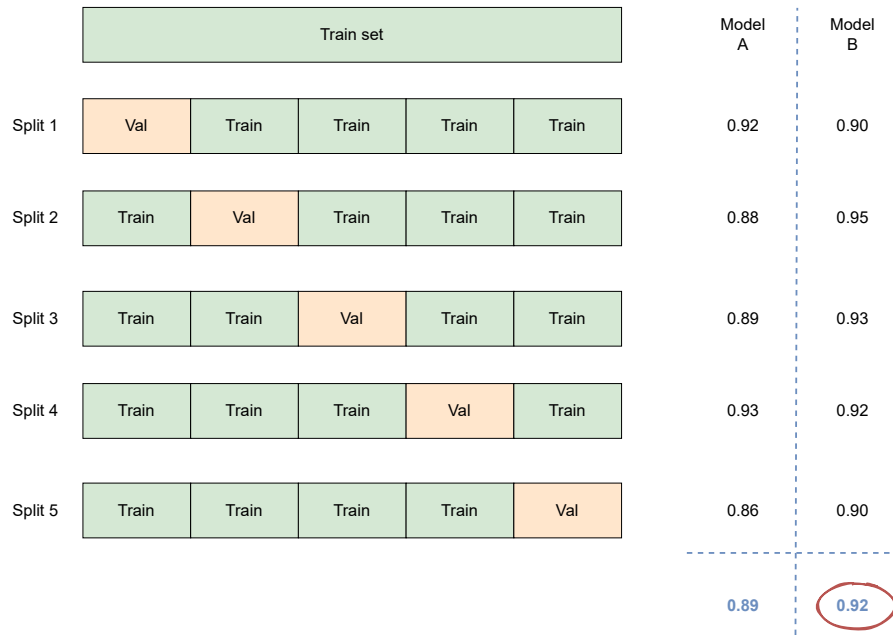 Train set
Model
A
Model
B
Split 1 Val Train Train Train Train 0.92 0.90
Split 2 Train Val Train Train Train 0.88 0.95
Split 3 Train Train Val Train Train 0.89 0.93
Split 4 Train Train Train Val Train 0.93 0.92
Split 5 Train Train Train Train Val 0.86 0.90
0.89 0.92